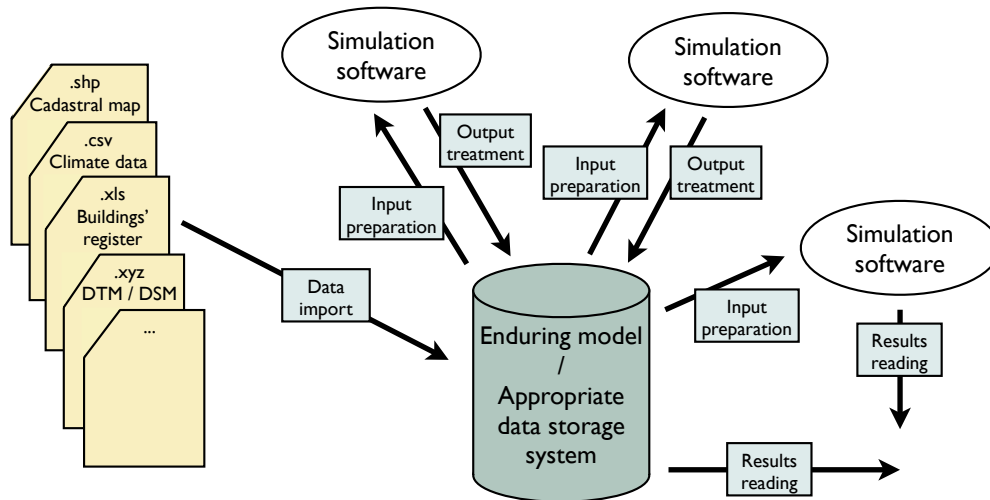 .shp
Cadastral map
.csv
Climate data
.xls
Buildings’
register
.xyz
DTM / DSM
...
Data
import
Simulation
software
Input
preparation
Output
treatment
Simulation
software
Input
preparation
Output
treatment
Simulation
software
Input
preparation
Results
reading
Enduring model
/
Appropriate
data storage
system
Results
reading